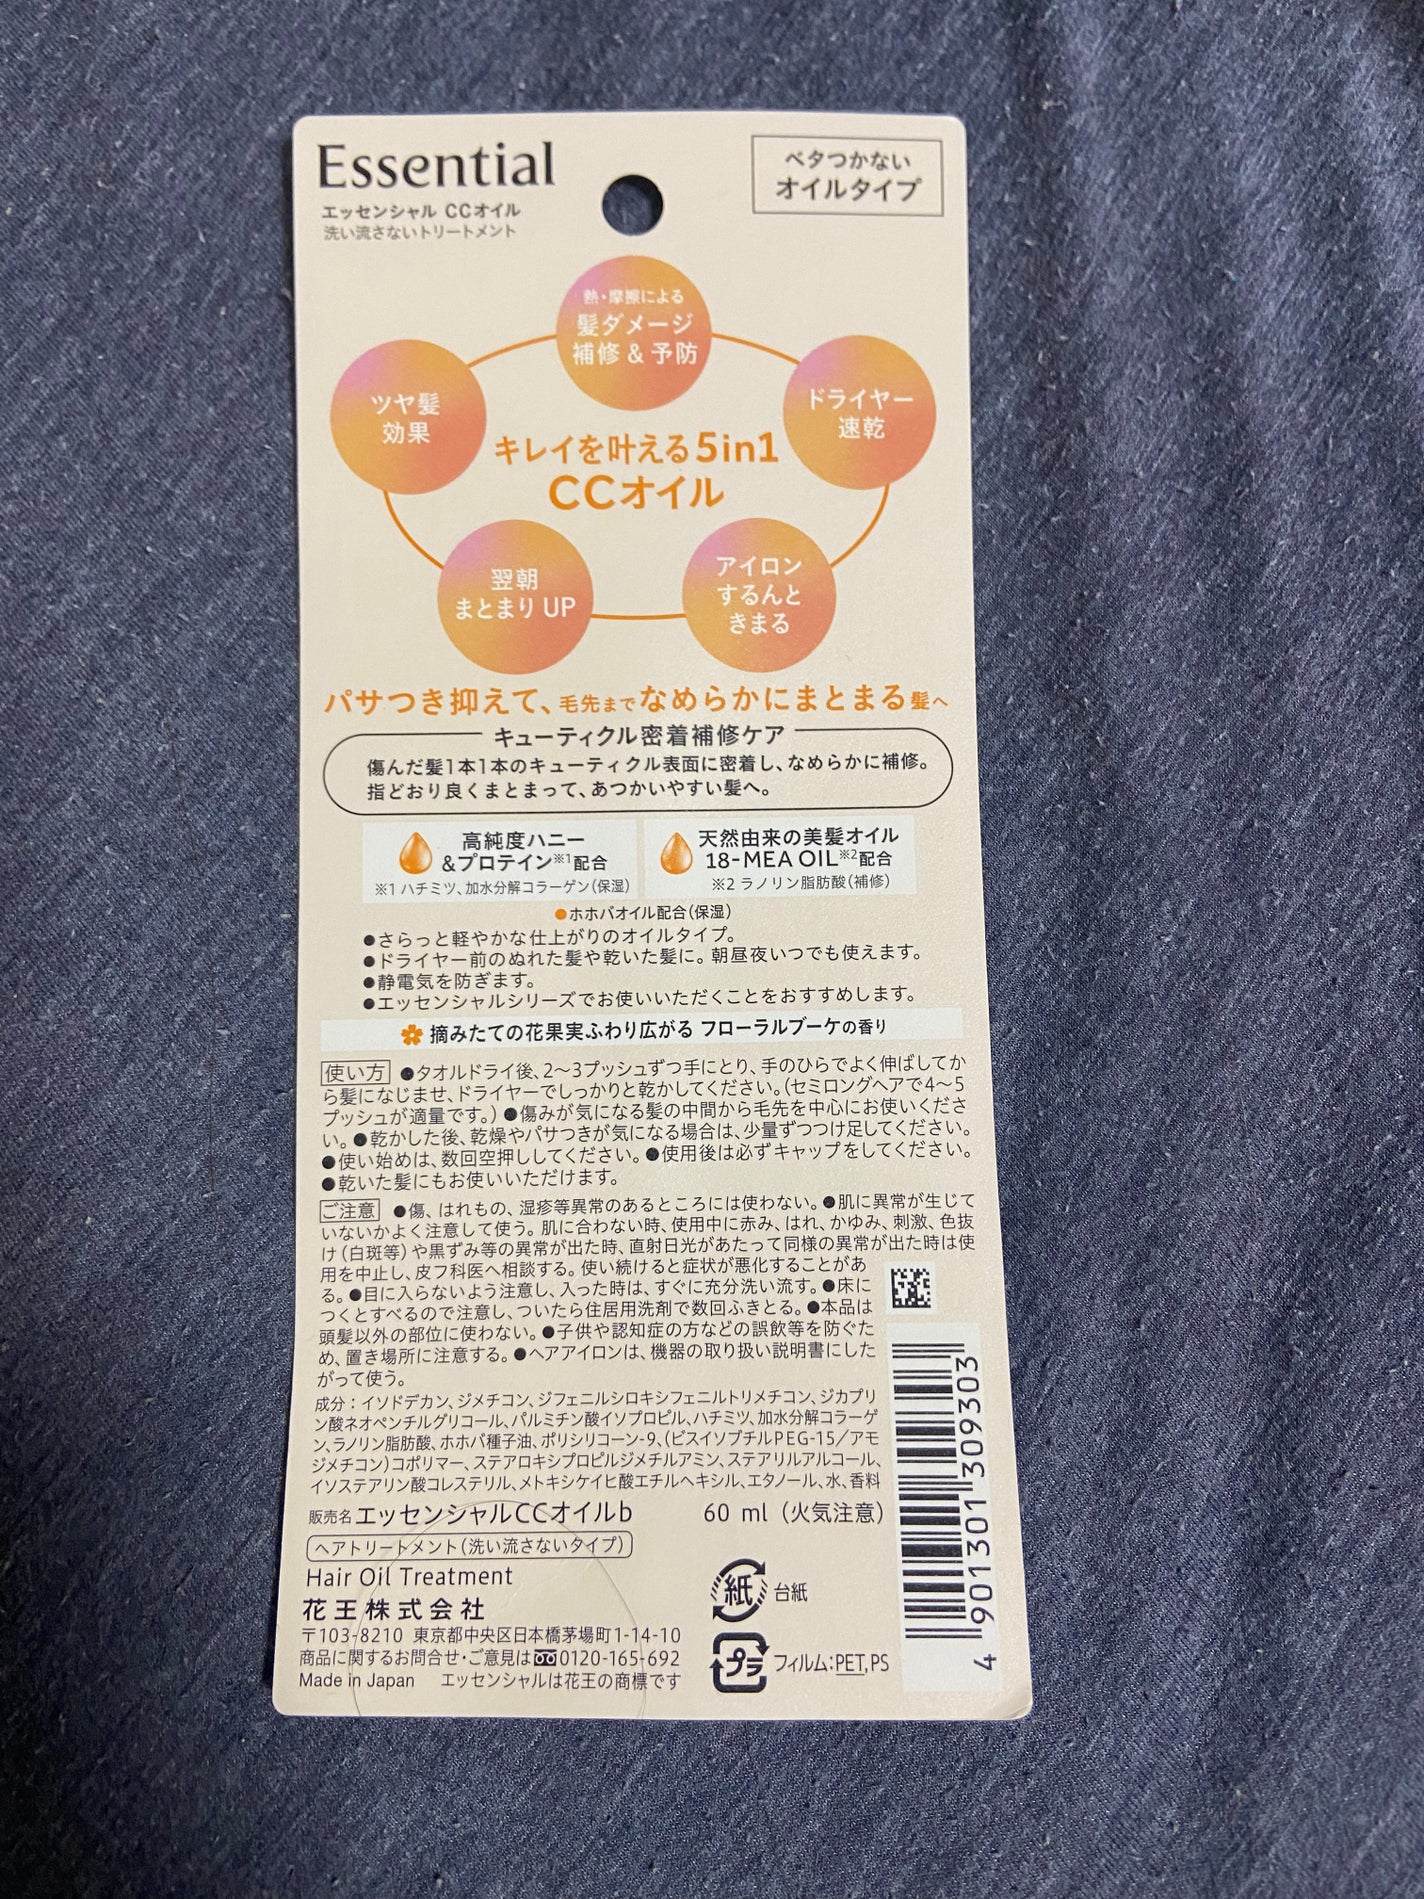 Essential
エッセンシャル CCオイル
洗い流さないトリートメント
ベタつかない
オイルタイプ
熱・摩擦による
髪ダメージ
補修 & 予防
ツヤ髪
効果
ドライヤー
速乾
キレイを叶える5in1
CCオイル
翌朝
まとまり UP
アイロン
するんと
きまる
パサつき抑えて、毛先までなめらかにまとまる髪へ
キューティクル密着補修ケア
傷んだ髪1本1本のキューティクル表面に密着し、なめらかに補修。
指どおり良くまとまって、あつかいやすい髪へ。
高純度ハニー
&プロテイン※1配合
※1 ハチミツ、加水分解コラーゲン(保湿)
天然由来の美髪オイル
18-MEA OIL※2配合
※2 ラノリン脂肪酸(補修)
●ホホバオイル配合(保湿)
●さらっと軽やかな仕上がりのオイルタイプ。
●ドライヤー前のぬれた髪や乾いた髪に。朝昼夜いつでも使えます。
●静電気を防ぎます。
●エッセンシャルシリーズでお使いいただくことをおすすめします。
摘みたての花果実ふわり広がる フローラルブーケの香り
使い方 ●タオルドライ後、2〜3プッシュずつ手にとり、手のひらでよく伸ばしてか
ら髪になじませ、ドライヤーでしっかりと乾かしてください。(セミロングヘアで4〜5
プッシュが適量です。) ●傷みが気になる髪の中間から毛先を中心にお使いくださ
い。●乾かした後、乾燥やパサつきが気になる場合は、少量ずつつけ足してください。
●使い始めは、数回空押ししてください。●使用後は必ずキャップをしてください。
●乾いた髪にもお使いいただけます。
ご注意 ●傷、はれもの、湿疹等異常のあるところには使わない。●肌に異常が生じて
いないかよく注意して使う。肌に合わない時、使用中に赤み、はれ、かゆみ、刺激、色抜
け(白斑等)や黒ずみ等の異常が出た時、直射日光があたって同様の異常が出た時は使
用を中止し、皮フ科医へ相談する。使い続けると症状が悪化することがあ
る。●目に入らないよう注意し、入った時は、すぐに充分洗い流す。●床に
つくとすべるので注意し、ついたら住居用洗剤で数回ふきとる。●本品は
頭髪以外の部位に使わない。●子供や認知症の方などの誤飲等を防ぐた
め、置き場所に注意する。●ヘアアイロンは、機器の取り扱い説明書にした
がって使う。
成分:イソドデカン、ジメチコン、ジフェニルシロキシフェニルトリメチコン、ジカプリ
ン酸ネオペンチルグリコール、パルミチン酸イソプロピル、ハチミツ、加水分解コラーゲ
ン、ラノリン脂肪酸、ホホバ種子油、ポリシリコーン-9、(ビスイソブチルPEG-15/アモ
ジメチコン)コポリマー、ステアロキシプロピルジメチルアミン、ステアリルアルコール、
イソステアリン酸コレステリル、メトキシケイヒ酸エチルヘキシル、エタノール、水、香料
販売名 エッセンシャルCCオイルb
60 ml (火気注意)
ヘアトリートメント(洗い流さないタイプ)
Hair Oil Treatment
花王株式会社
〒103-8210 東京都中央区日本橋茅場町1-14-10
商品に関するお問合せ・ご意見は 0120-165-692
Made in Japan エッセンシャルは花王の商標です
紙 台紙
プラ フィルム:PET, PS
4 901301 309303